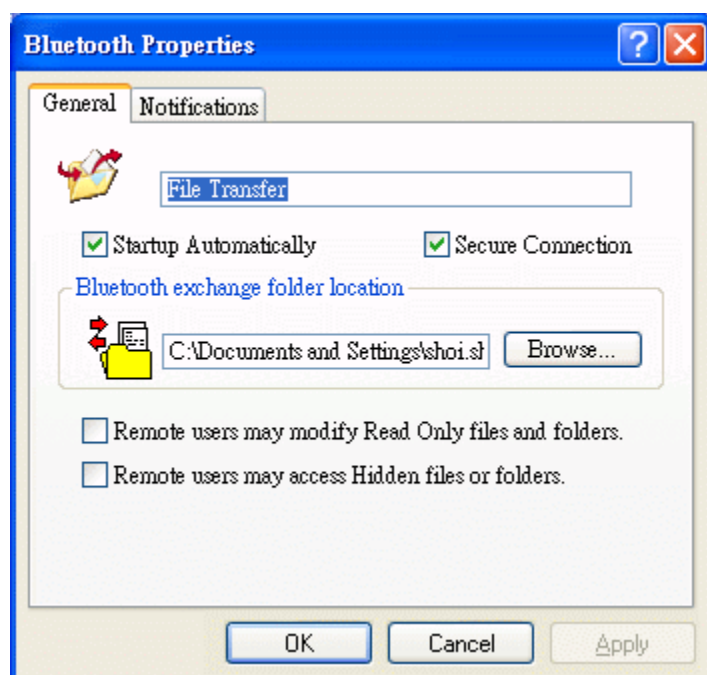 Bluetooth Properties
General Notifications
File Transfer
Startup Automatically Secure Connection
Bluetooth exchange folder location
C:\Documents and Settings\shoi.sh Browse...
Remote users may modify Read Only files and folders.
Remote users may access Hidden files or folders.
OK Cancel Apply